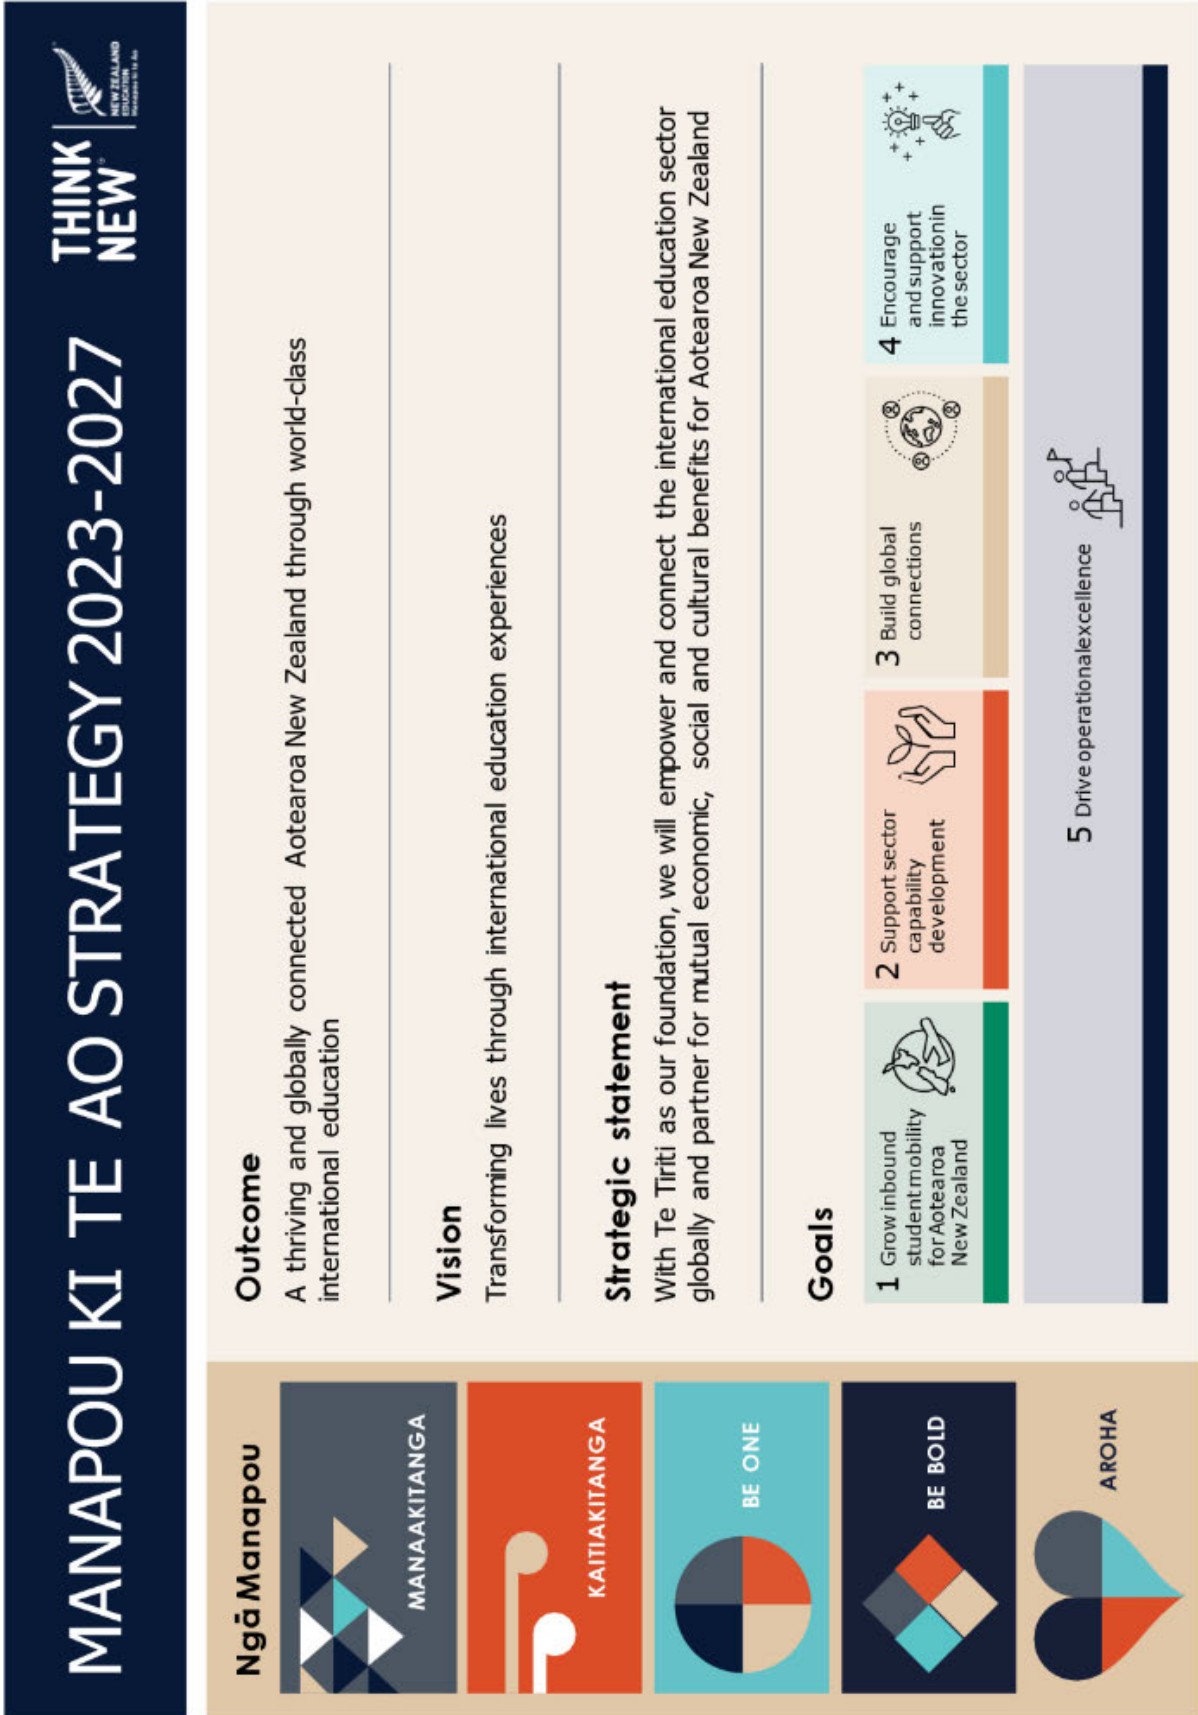 MANAPOU KI TE AO STRATEGY 2023-2027
THINK
NEW
NEW ZEALAND
EDUCATION
Manapou ki te Ao
Ngā Manapou
MANAAKITANGA
KAITIAKITANGA
BE ONE
BE BOLD
AROHA
Outcome
A thriving and globally connected Aotearoa New Zealand through world-class
international education
Vision
Transforming lives through international education experiences
Strategic statement
With Te Tiriti as our foundation, we will empower and connect the international education sector
globally and partner for mutual economic, social and cultural benefits for Aotearoa New Zealand
Goals
1 Grow inbound
student mobility
for Aotearoa
New Zealand
2 Support sector
capability
development
3 Build global
connections
4 Encourage
and support
innovationin
the sector
5 Drive operationalexcellence